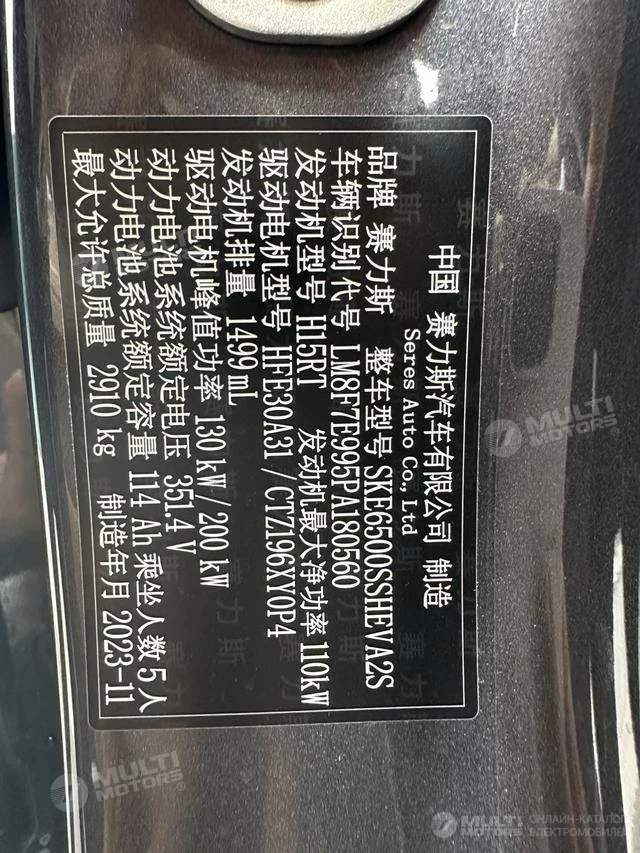 中国 赛力斯汽车有限公司 制造
Seres Auto Co., Ltd
品牌 赛力斯 整车型号 SKE6500SSHEVA2S
车辆识别代号 LM8F7E995PA180560
发动机型号 H15RT 发动机最大净功率 110kW
驱动电机型号 HFE30A31 / CTZ196XY0P4
发动机排量 1499 mL
驱动电机峰值功率 130 kW / 200 kW
动力电池系统额定电压 351.4 V
动力电池系统额定容量 114 Ah 乘坐人数 5 人
最大允许总质量 2910 kg 制造年月 2023-11
MULTI MOTORS
MULTI MOTORS
MULTI MOTORS
ОНЛАЙН-КАТАЛОГ
ЭЛЕКТРОМОБИЛЕЙ